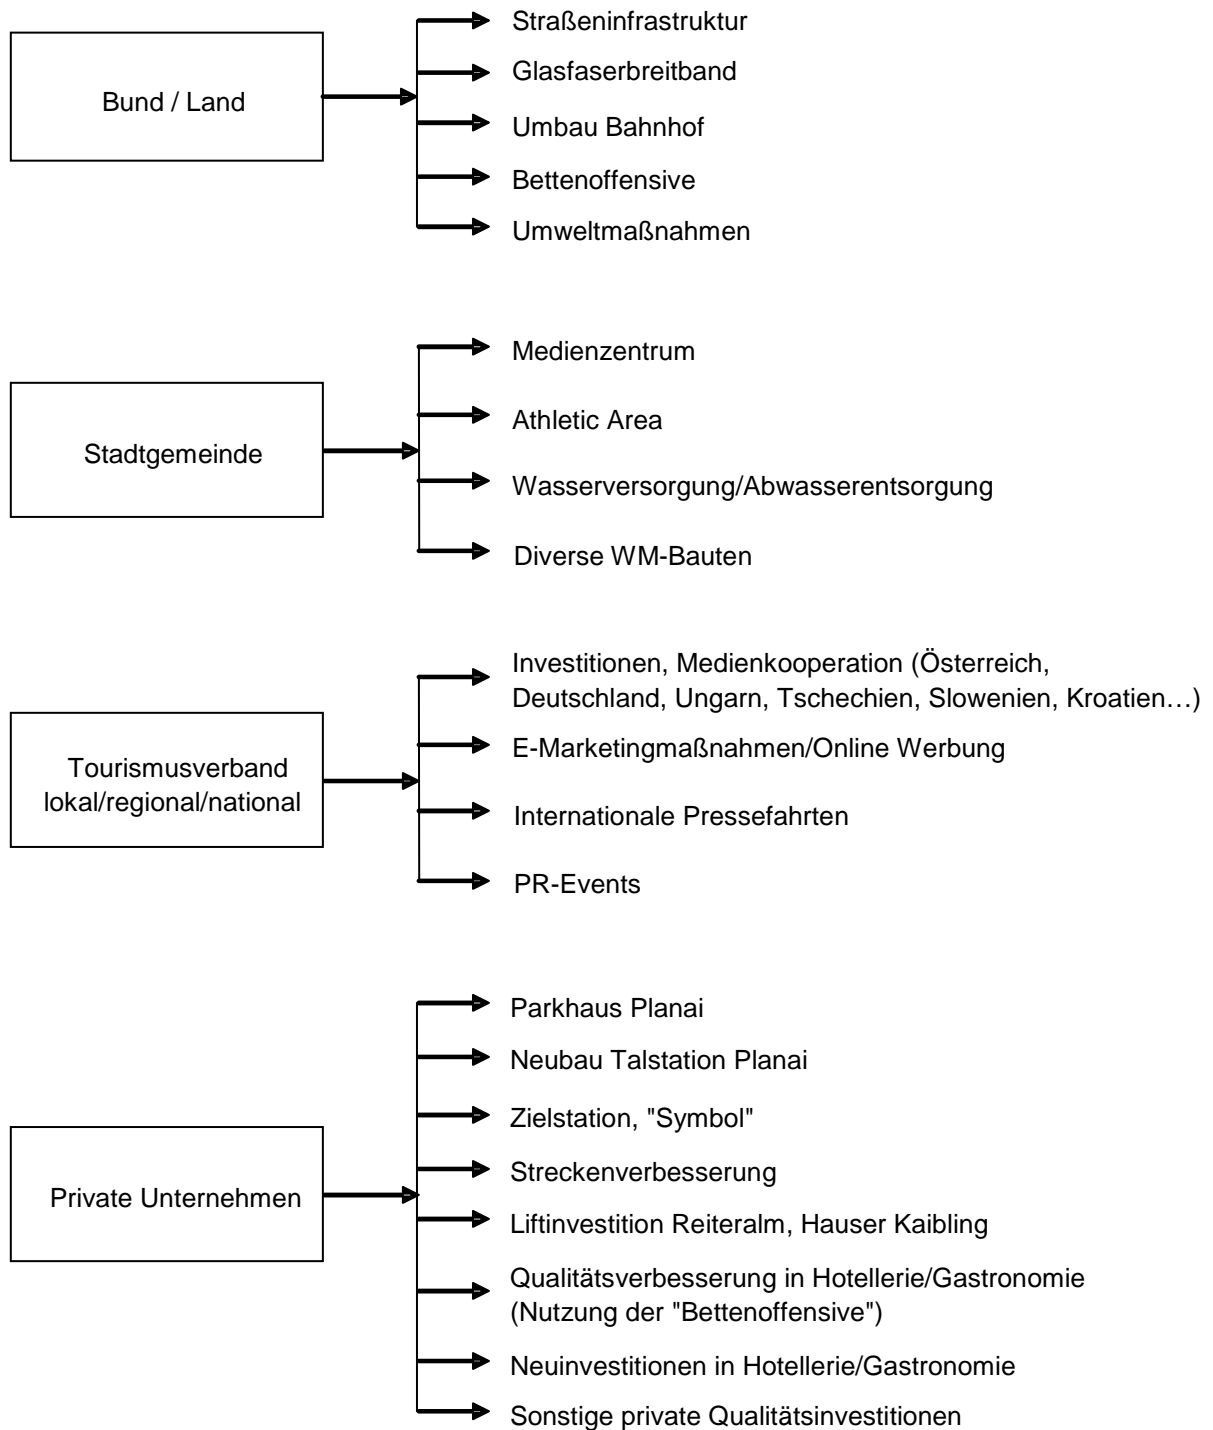 Bund / Land
Straßeninfrastruktur
Glasfaserbreitband
Umbau Bahnhof
Bettenoffensive
Umweltmaßnahmen
Stadtgemeinde
Medienzentrum
Athletic Area
Wasserversorgung/Abwasserentsorgung
Diverse WM-Bauten
Tourismusverband
lokal/regional/national
Investitionen, Medienkooperation (Österreich,
Deutschland, Ungarn, Tschechien, Slowenien, Kroatien…)
E-Marketingmaßnahmen/Online Werbung
Internationale Pressefahrten
PR-Events
Private Unternehmen
Parkhaus Planai
Neubau Talstation Planai
Zielstation, "Symbol"
Streckenverbesserung
Liftinvestition Reiteralm, Hauser Kaibling
Qualitätsverbesserung in Hotellerie/Gastronomie
(Nutzung der "Bettenoffensive")
Neuinvestitionen in Hotellerie/Gastronomie
Sonstige private Qualitätsinvestitionen